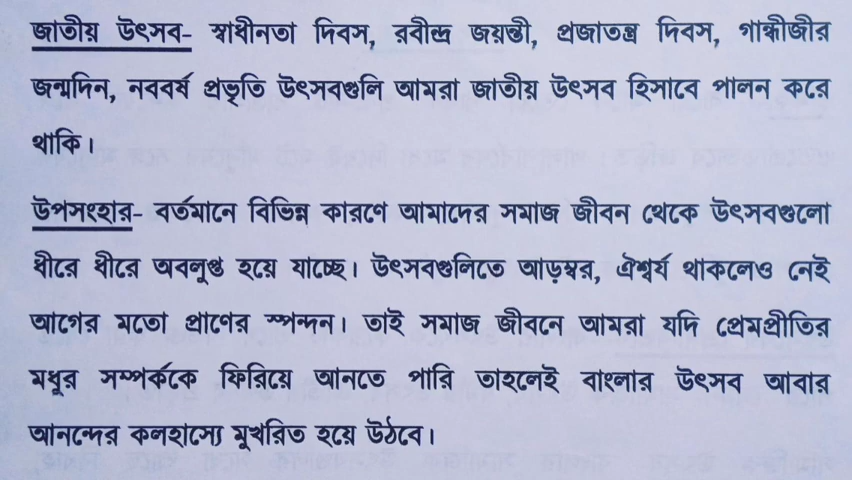 জাতীয় উৎসব- স্বাধীনতা দিবস, রবীন্দ্র জয়ন্তী, প্রজাতন্ত্র দিবস, গান্ধীজীর
জন্মদিন, নববর্ষ প্রভৃতি উৎসবগুলি আমরা জাতীয় উৎসব হিসাবে পালন করে
থাকি।
উপসংহার- বর্তমানে বিভিন্ন কারণে আমাদের সমাজ জীবন থেকে উৎসবগুলো
ধীরে ধীরে অবলুপ্ত হয়ে যাচ্ছে। উৎসবগুলিতে আড়ম্বর, ঐশ্বর্য থাকলেও নেই
আগের মতো প্রাণের স্পন্দন। তাই সমাজ জীবনে আমরা যদি প্রেমপ্রীতির
মধুর সম্পর্ককে ফিরিয়ে আনতে পারি তাহলেই বাংলার উৎসব আবার
আনন্দের কলহাস্যে মুখরিত হয়ে উঠবে।